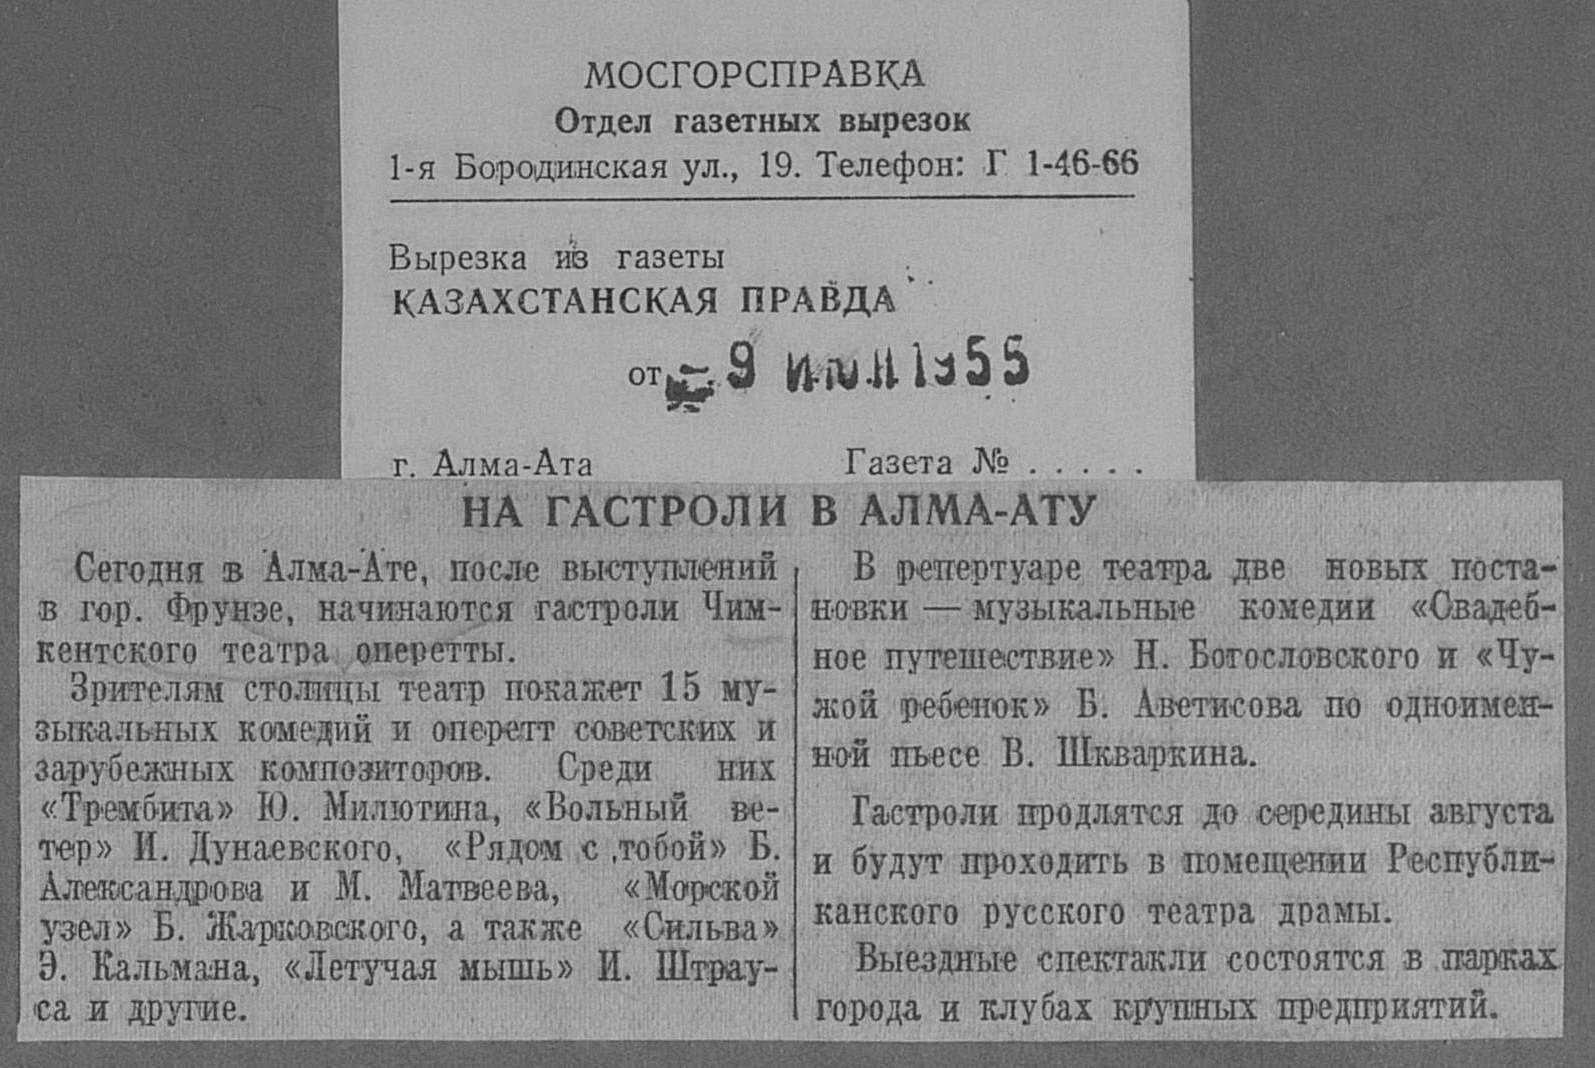 МОСГОРСПРАВКА
Отдел газетных вырезок
1-я Бородинская ул., 19. Телефон: Г 1-46-66
Вырезка из газеты
КАЗАХСТАНСКАЯ ПРАВДА
от 9 1955
г. Алма-Ата Газета № . . . . .
НА ГАСТРОЛИ В АЛМА-АТУ
Сегодня в Алма-Ате, после выступлений
в гор. Фрунзе, начинаются гастроли Чим-
кентского театра оперетты.
Зрителям столицы театр покажет 15 му-
зыкальных комедий и оперетт советских и
зарубежных композиторов. Среди них
«Трембита» Ю. Милютина, «Вольный ве-
тер» И. Дунаевского, «Рядом с тобой» Б.
Александрова и М. Матвеева, «Морской
узел» Б. Жарковского, а также «Сильва»
Э. Кальмана, «Летучая мышь» И. Штрау-
са и другие.
В репертуаре театра две новых поста-
новки — музыкальные комедии «Свадеб-
ное путешествие» Н. Богословского и «Чу-
жой ребенок» Б. Аветисова по одноимен-
ной пьесе В. Шкваркина.
Гастроли продлятся до середины августа
и будут проходить в помещении Республи-
канского русского театра драмы.
Выездные спектакли состоятся в парках
города и клубах крупных предприятий.